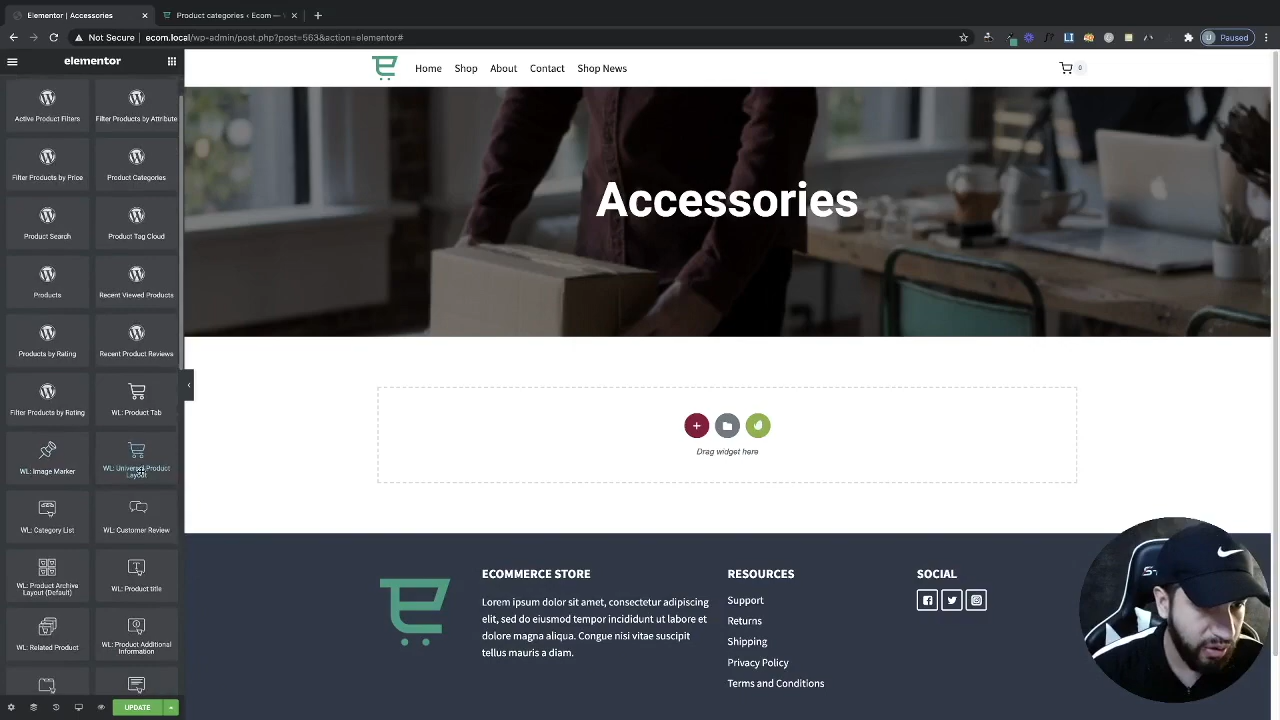 Elementor | Accessories
Product categories ‹ Ecom —
Not Secure
ecom.local/wp-admin/post.php?post=563&action=elementor#
Paused
elementor
Active Product Filters
Filter Products by Attribute
Filter Products by Price
Product Categories
Product Search
Product Tag Cloud
Products
Recent Viewed Products
Products by Rating
Recent Product Reviews
Filter Products by Rating
WL: Product Tab
WL: Image Marker
WL: Universal Product
Layout
WL: Category List
WL: Customer Review
WL: Product Archive
Layout (Default)
WL: Product title
WL: Related Product
WL: Product Additional
Information
UPDATE
Home
Shop
About
Contact
Shop News
0
Accessories
Drag widget here
ECOMMERCE STORE
Lorem ipsum dolor sit amet, consectetur adipiscing
elit, sed do eiusmod tempor incididunt ut labore et
dolore magna aliqua. Congue nisi vitae suscipit
tellus mauris a diam.
RESOURCES
Support
Returns
Shipping
Privacy Policy
Terms and Conditions
SOCIAL